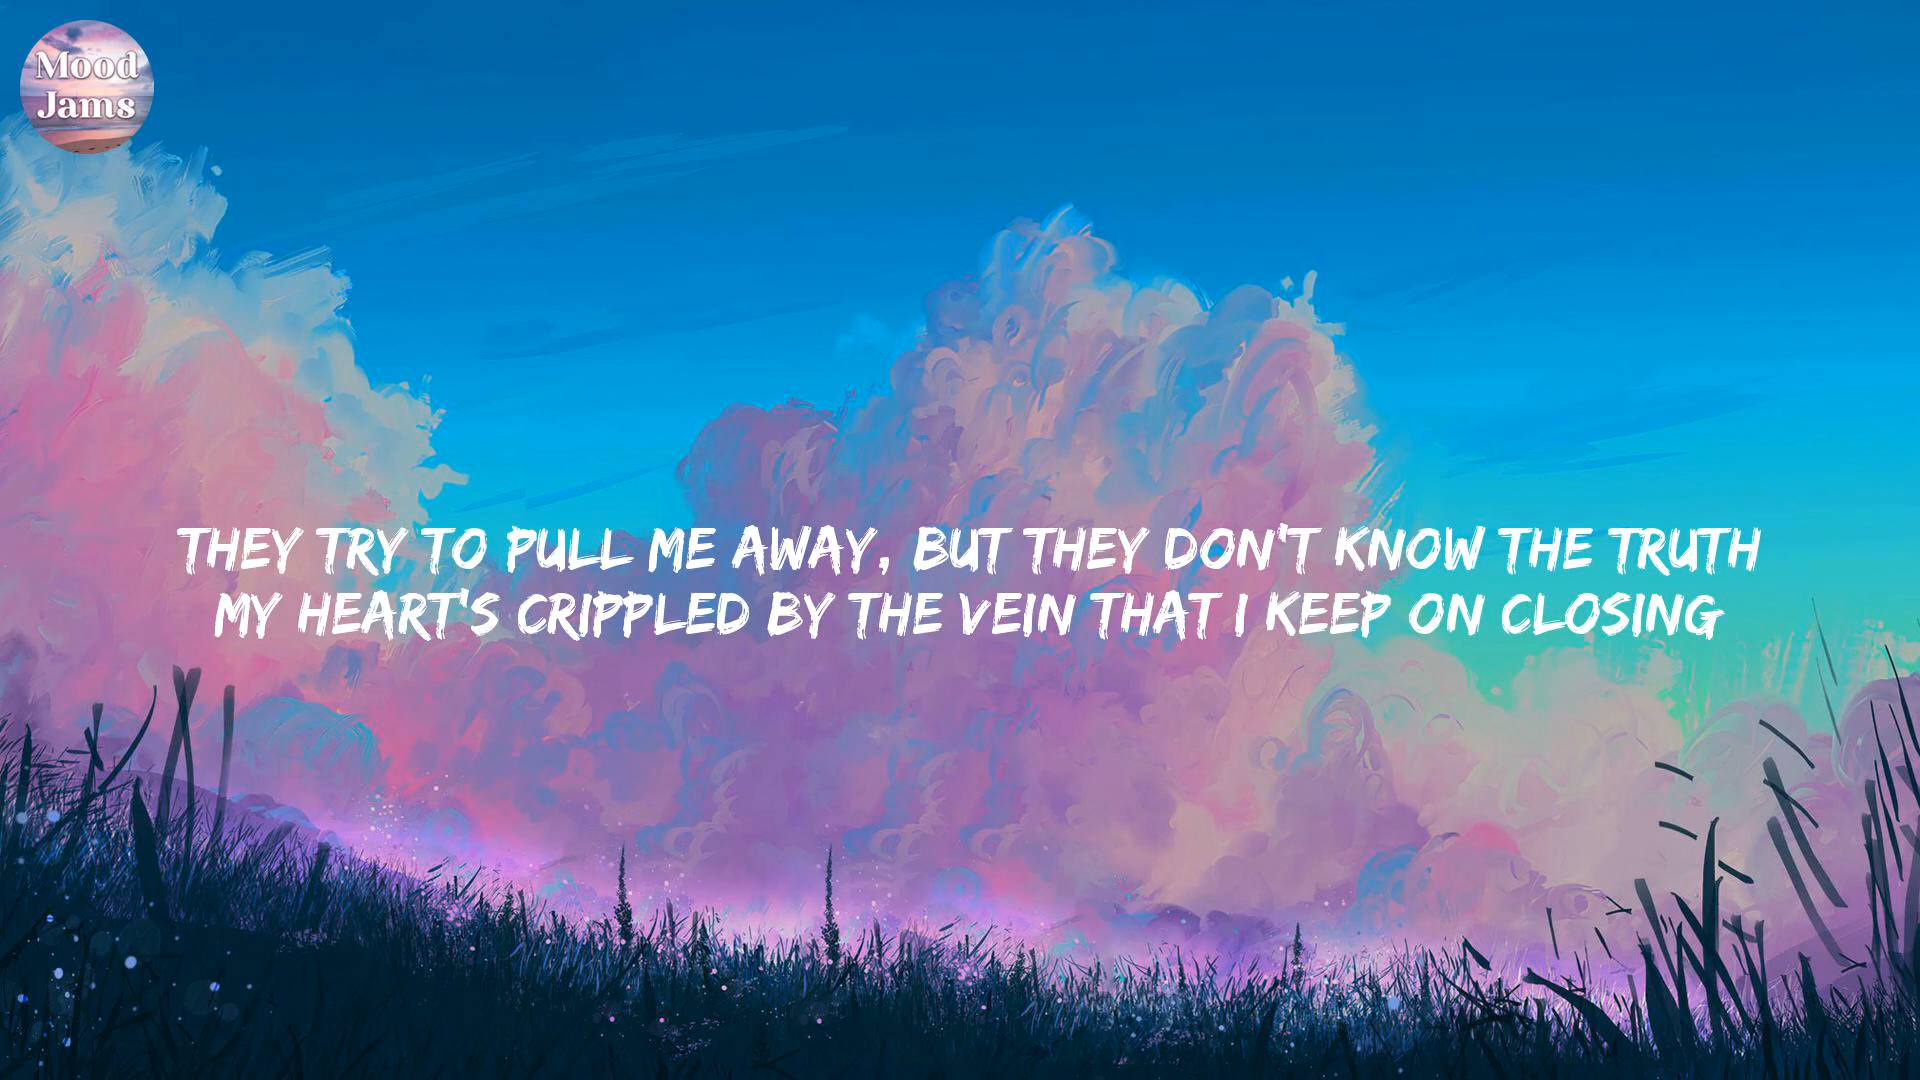 Mood
Jams
THEY TRY TO PULL ME AWAY, BUT THEY DON'T KNOW THE TRUTH
MY HEART'S CRIPPLED BY THE VEIN THAT I KEEP ON CLOSING